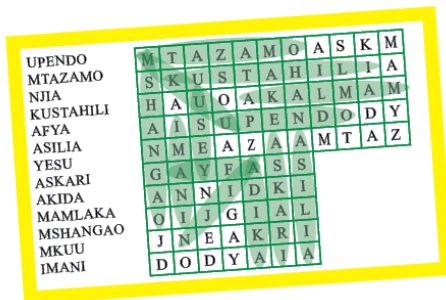 UPENDO
MTAZAMO
NJIA
KUSTAHILI
AFYA
ASILIA
YESU
ASKARI
AKIDA
MAMLAKA
MSHANGAO
MKUU
IMANI
M T A Z A M O A S K M
S K U S T A H I L I A
H A U O A K A L M A M
A I S U P E N D O D Y
N M E A Z A A M T A Z
G A Y F A S S
A N N I D K I
O I J G I A L
J N E A K R I
D O D Y A I A